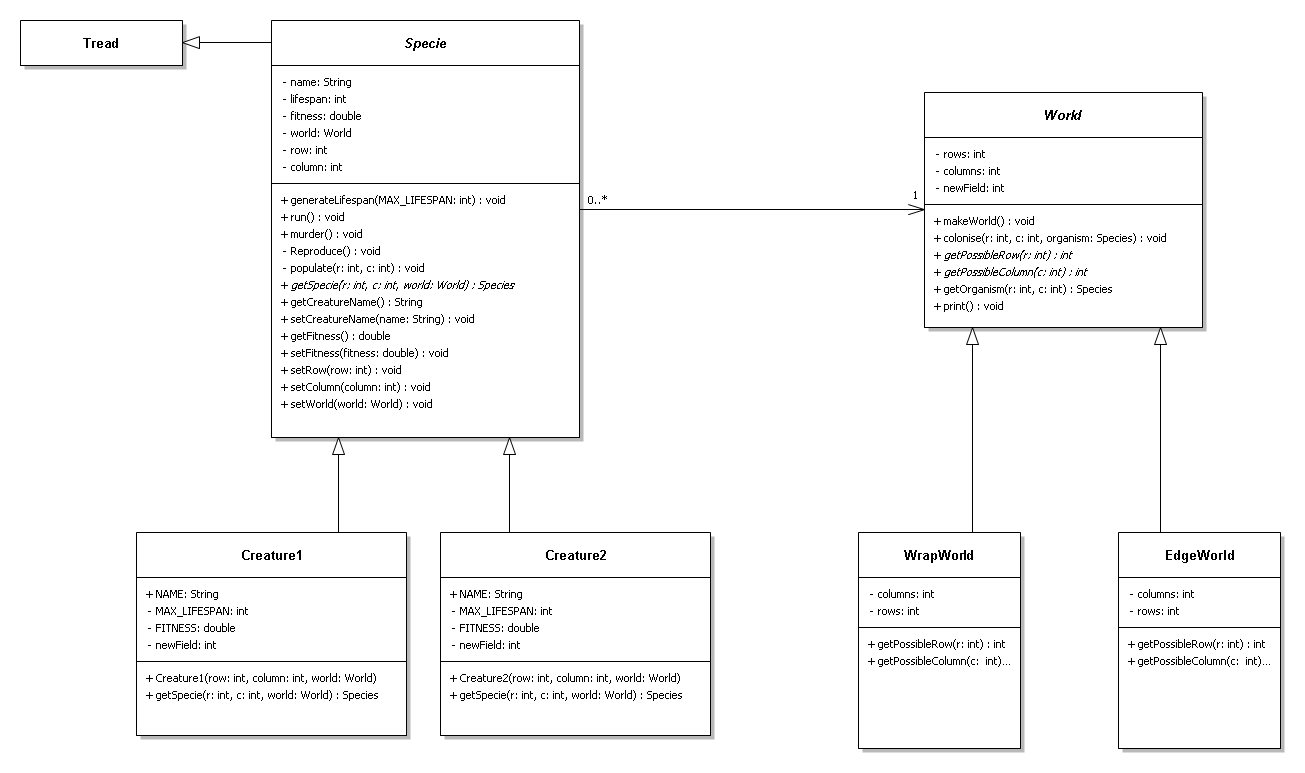 Tread
Specie
- name: String
- lifespan: int
- fitness: double
- world: World
- row: int
- column: int
+ generateLifespan(MAX_LIFESPAN: int) : void
+ run() : void
+ murder() : void
- Reproduce() : void
- populate(r: int, c: int) : void
+ getSpecie(r: int, c: int, world: World) : Species
+ getCreatureName() : String
+ setCreatureName(name: String) : void
+ getFitness() : double
+ setFitness(fitness: double) : void
+ setRow(row: int) : void
+ setColumn(column: int) : void
+ setWorld(world: World) : void
0..*
1
World
- rows: int
- columns: int
- newField: int
+ makeWorld() : void
+ colonise(r: int, c: int, organism: Species) : void
+ getPossibleRow(r: int) : int
+ getPossibleColumn(c: int) : int
+ getOrganism(r: int, c: int) : Species
+ print() : void
Creature1
+ NAME: String
- MAX_LIFESPAN: int
- FITNESS: double
- newField: int
+ Creature1(row: int, column: int, world: World)
+ getSpecie(r: int, c: int, world: World) : Species
Creature2
+ NAME: String
- MAX_LIFESPAN: int
- FITNESS: double
- newField: int
+ Creature2(row: int, column: int, world: World)
+ getSpecie(r: int, c: int, world: World) : Species
WrapWorld
- columns: int
- rows: int
+ getPossibleRow(r: int) : int
+ getPossibleColumn(c: int)...
EdgeWorld
- columns: int
- rows: int
+ getPossibleRow(r: int) : int
+ getPossibleColumn(c: int)...